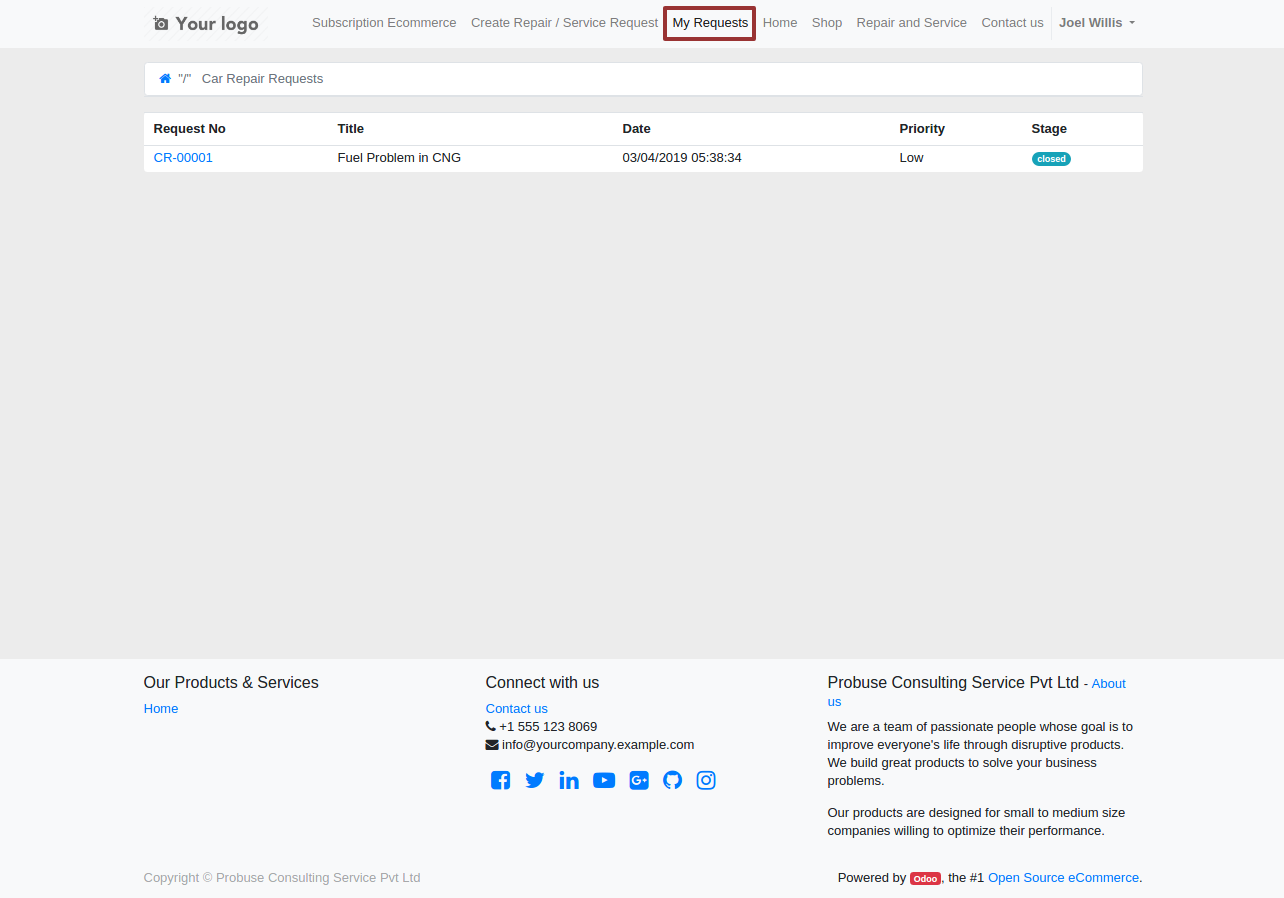 Your logo
Subscription Ecommerce Create Repair / Service Request My Requests Home Shop Repair and Service Contact us Joel Willis
"/" Car Repair Requests
Request No Title Date Priority Stage
CR-00001 Fuel Problem in CNG 03/04/2019 05:38:34 Low closed
Our Products & Services
Home
Connect with us
Contact us
+1 555 123 8069
info@yourcompany.example.com
Probuse Consulting Service Pvt Ltd - About
us
We are a team of passionate people whose goal is to
improve everyone's life through disruptive products.
We build great products to solve your business
problems.
Our products are designed for small to medium size
companies willing to optimize their performance.
Copyright © Probuse Consulting Service Pvt Ltd
Powered by Odoo, the #1 Open Source eCommerce.